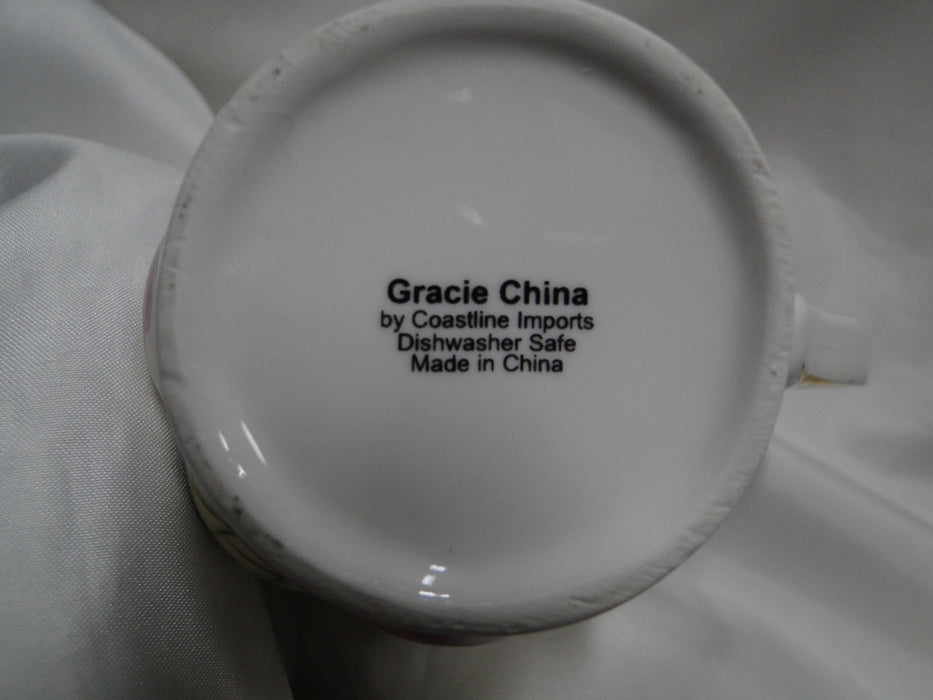 Gracie China
by Coastline Imports
Dishwasher Safe
Made in China